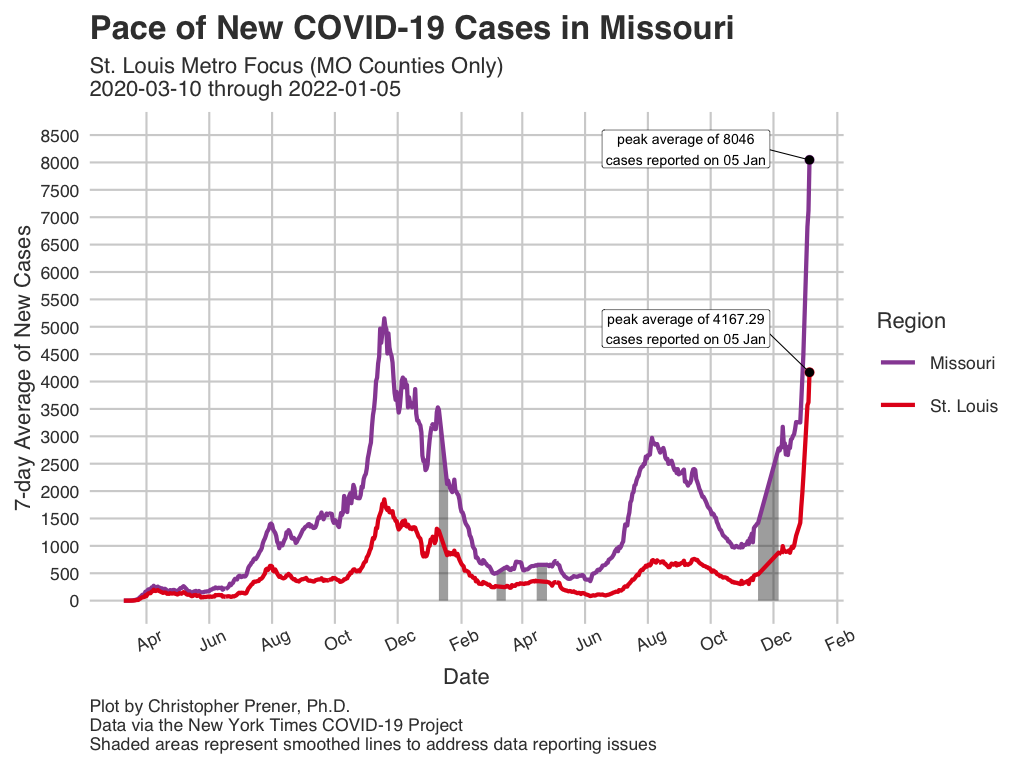 Pace of New COVID-19 Cases in Missouri
St. Louis Metro Focus (MO Counties Only)
2020-03-10 through 2022-01-05
7-day Average of New Cases
8500
8000
7500
7000
6500
6000
5500
5000
4500
4000
3500
3000
2500
2000
1500
1000
500
0
peak average of 8046
cases reported on 05 Jan
peak average of 4167.29
cases reported on 05 Jan
Region
Missouri
St. Louis
Apr Jun Aug Oct Dec Feb Apr Jun Aug Oct Dec Feb
Date
Plot by Christopher Prener, Ph.D.
Data via the New York Times COVID-19 Project
Shaded areas represent smoothed lines to address data reporting issues